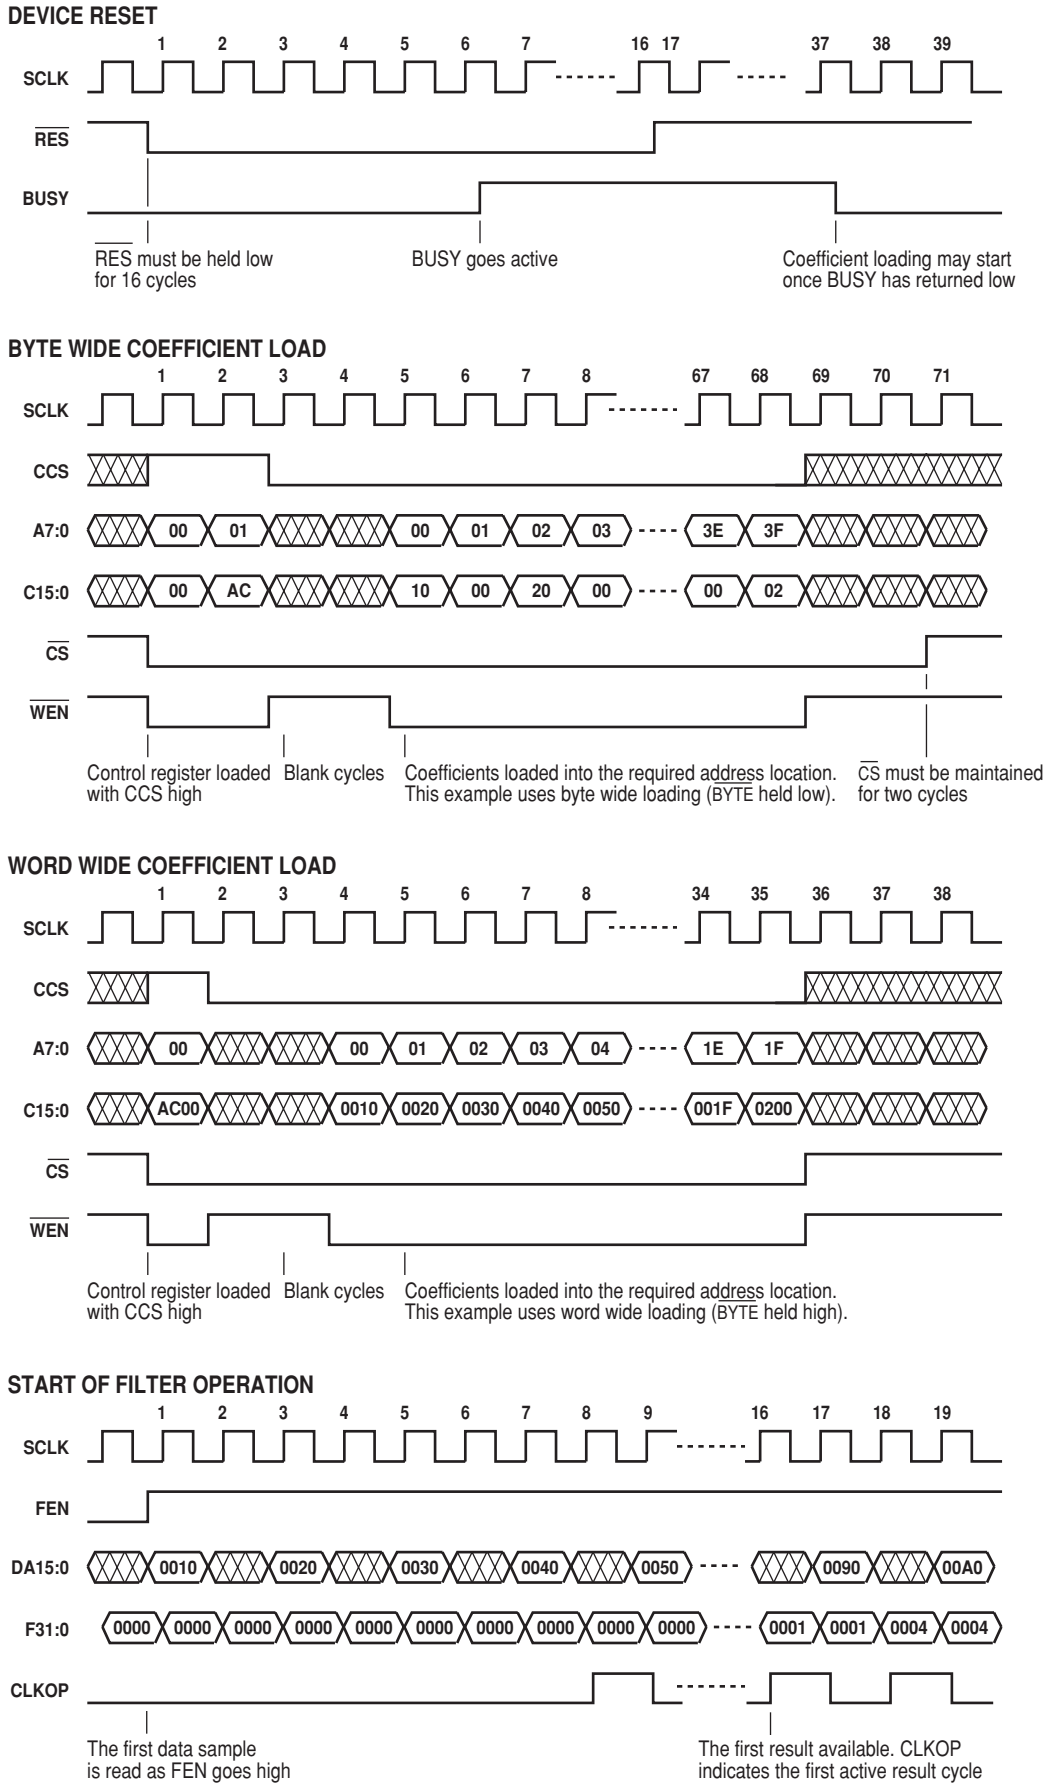 DEVICE RESET
1 2 3 4 5 6 7 16 17 37 38 39
SCLK
RES
BUSY
RES must be held low
for 16 cycles
BUSY goes active
Coefficient loading may start
once BUSY has returned low
BYTE WIDE COEFFICIENT LOAD
1 2 3 4 5 6 7 8 67 68 69 70 71
SCLK
CCS
A7:0 00 01 00 01 02 03 3E 3F
C15:0 00 AC 10 00 20 00 00 02
CS
WEN
Control register loaded
with CCS high
Blank cycles
Coefficients loaded into the required address location.
This example uses byte wide loading (BYTE held low).
CS must be maintained
for two cycles
WORD WIDE COEFFICIENT LOAD
1 2 3 4 5 6 7 8 34 35 36 37 38
SCLK
CCS
A7:0 00 00 01 02 03 04 1E 1F
C15:0 AC00 0010 0020 0030 0040 0050 001F 0200
CS
WEN
Control register loaded
with CCS high
Blank cycles
Coefficients loaded into the required address location.
This example uses word wide loading (BYTE held high).
START OF FILTER OPERATION
1 2 3 4 5 6 7 8 9 16 17 18 19
SCLK
FEN
DA15:0 0010 0020 0030 0040 0050 0090 00A0
F31:0 0000 0000 0000 0000 0000 0000 0000 0000 0000 0000 0001 0001 0004 0004
CLKOP
The first data sample
is read as FEN goes high
The first result available. CLKOP
indicates the first active result cycle